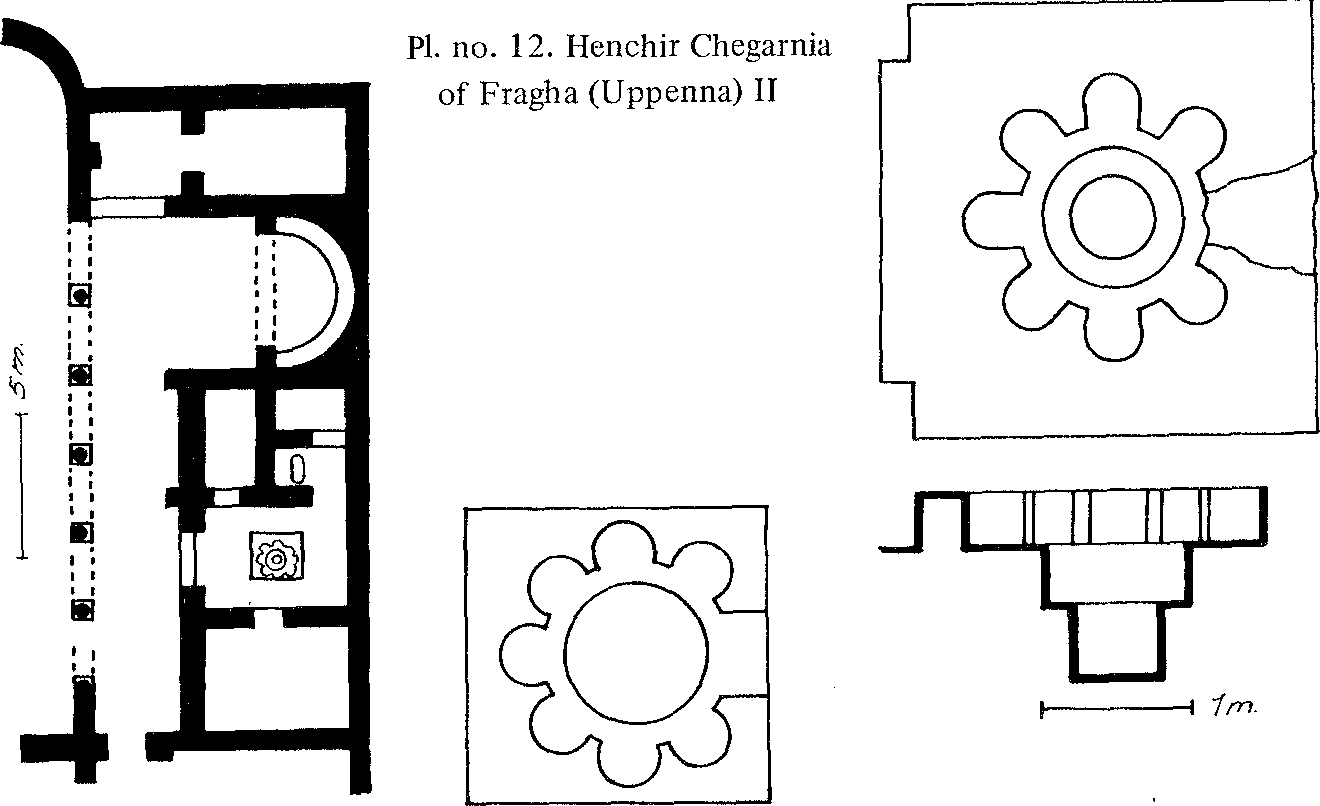 Pl. no. 12. Henchir Chegarnia
of Fragha (Uppenna) II
5 m.
1 m.